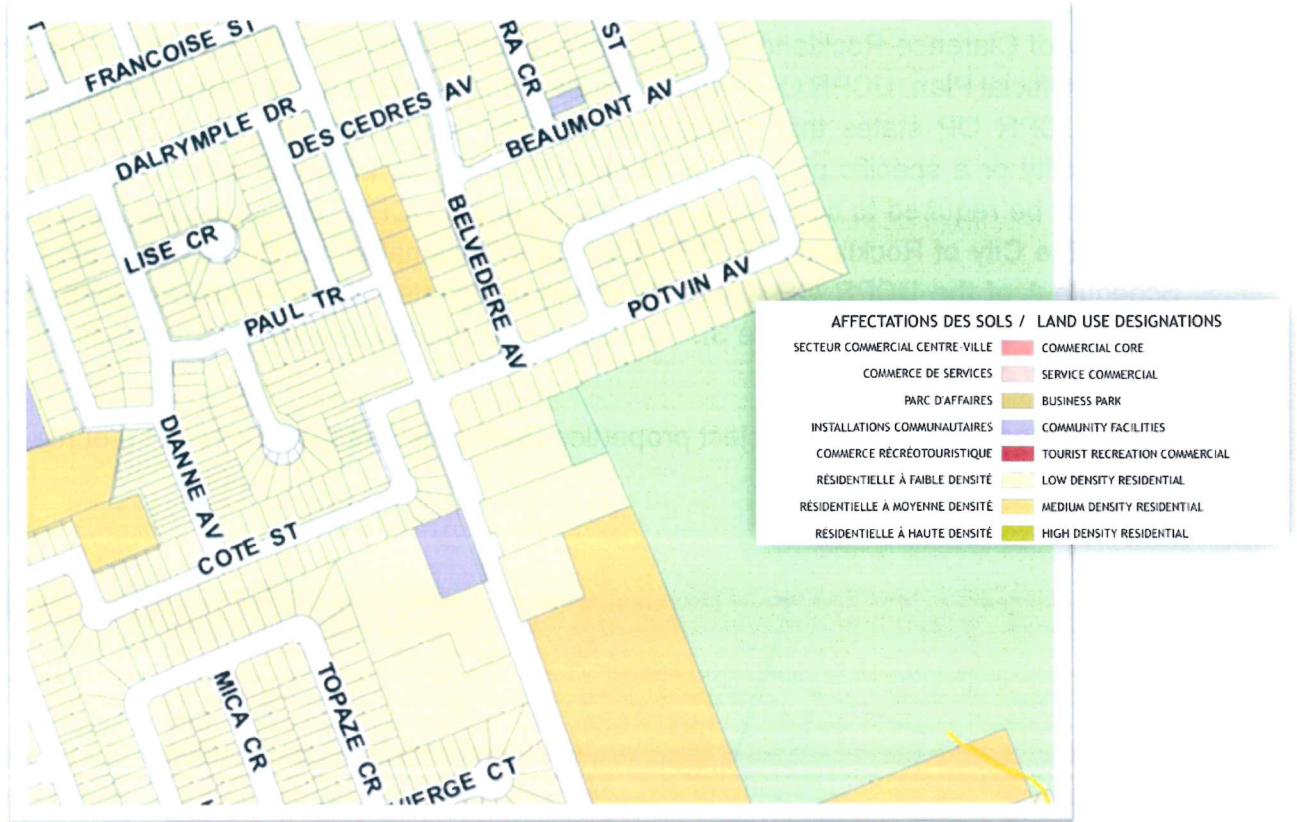 FRANCOISE ST
DALRYMPLE DR
DES CEDRES AV
RA CR
ST
BEAUMONT AV
LISE CR
BELVEDERE AV
PAUL TR
POTVIN AV
DIANNE AV
COTE ST
MICA CR
TOPAZE CR
VIERGE CT
AFFECTATIONS DES SOLS / LAND USE DESIGNATIONS
SECTEUR COMMERCIAL CENTRE-VILLE COMMERCIAL CORE
COMMERCE DE SERVICES SERVICE COMMERCIAL
PARC D'AFFAIRES BUSINESS PARK
INSTALLATIONS COMMUNAUTAIRES COMMUNITY FACILITIES
COMMERCE RÉCRÉOTOURISTIQUE TOURIST RECREATION COMMERCIAL
RÉSIDENTIELLE À FAIBLE DENSITÉ LOW DENSITY RESIDENTIAL
RÉSIDENTIELLE À MOYENNE DENSITÉ MEDIUM DENSITY RESIDENTIAL
RÉSIDENTIELLE À HAUTE DENSITÉ HIGH DENSITY RESIDENTIAL